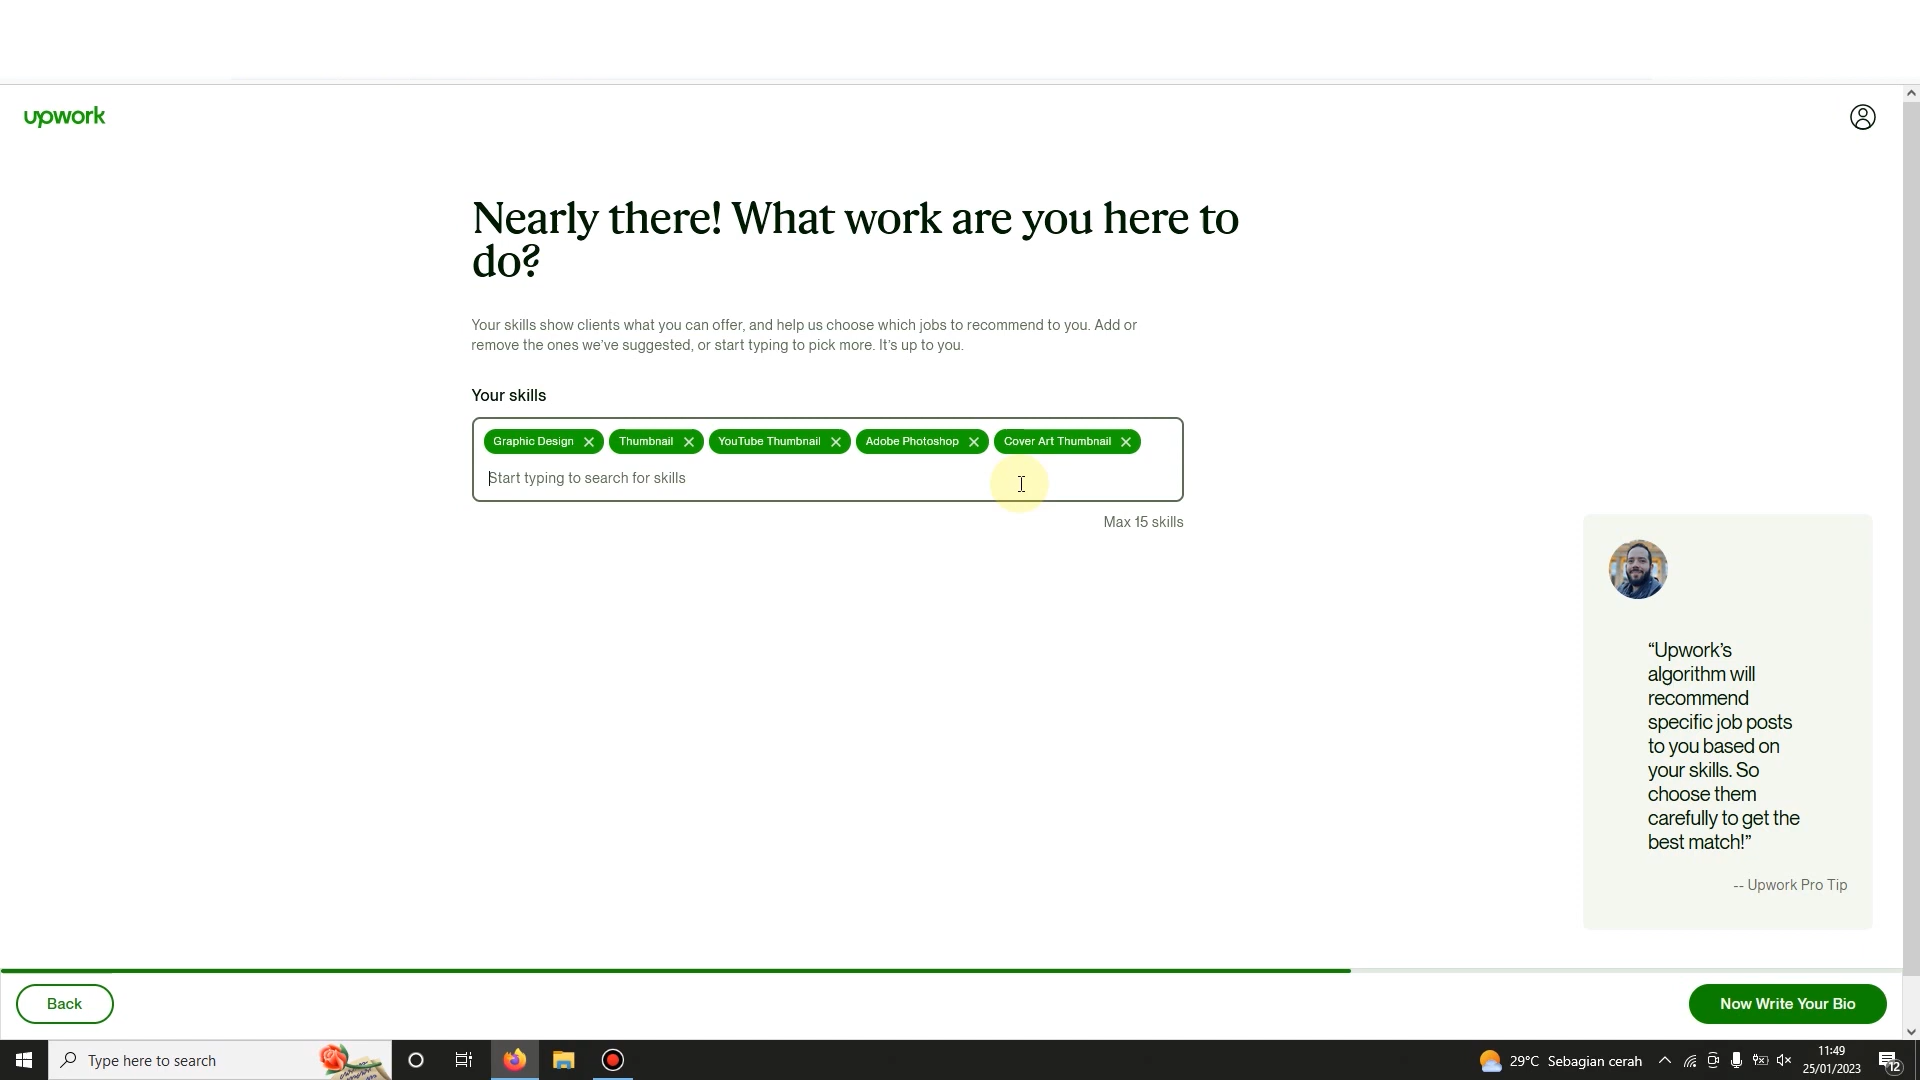 upwork
Nearly there! What work are you here to
do?
Your skills show clients what you can offer, and help us choose which jobs to recommend to you. Add or
remove the ones we've suggested, or start typing to pick more. It's up to you.
Your skills
Graphic Design
Thumbnail
YouTube Thumbnail
Adobe Photoshop
Cover Art Thumbnail
Start typing to search for skills
Max 15 skills
“Upwork’s
algorithm will
recommend
specific job posts
to you based on
your skills. So
choose them
carefully to get the
best match!”
-- Upwork Pro Tip
Back
Now Write Your Bio
Type here to search
29°C Sebagian cerah
11:49
25/01/2023
12